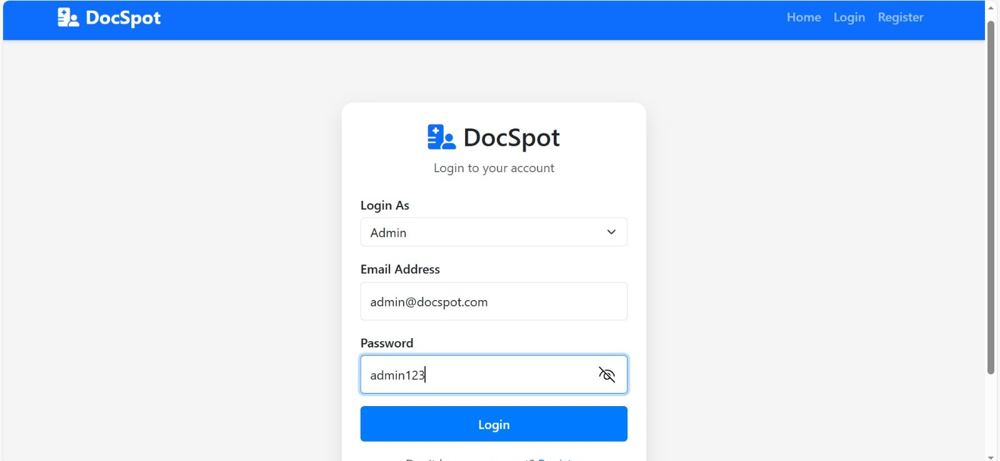 DocSpot
Home Login Register
DocSpot
Login to your account
Login As
Admin
Email Address
admin@docspot.com
Password
admin123
Login